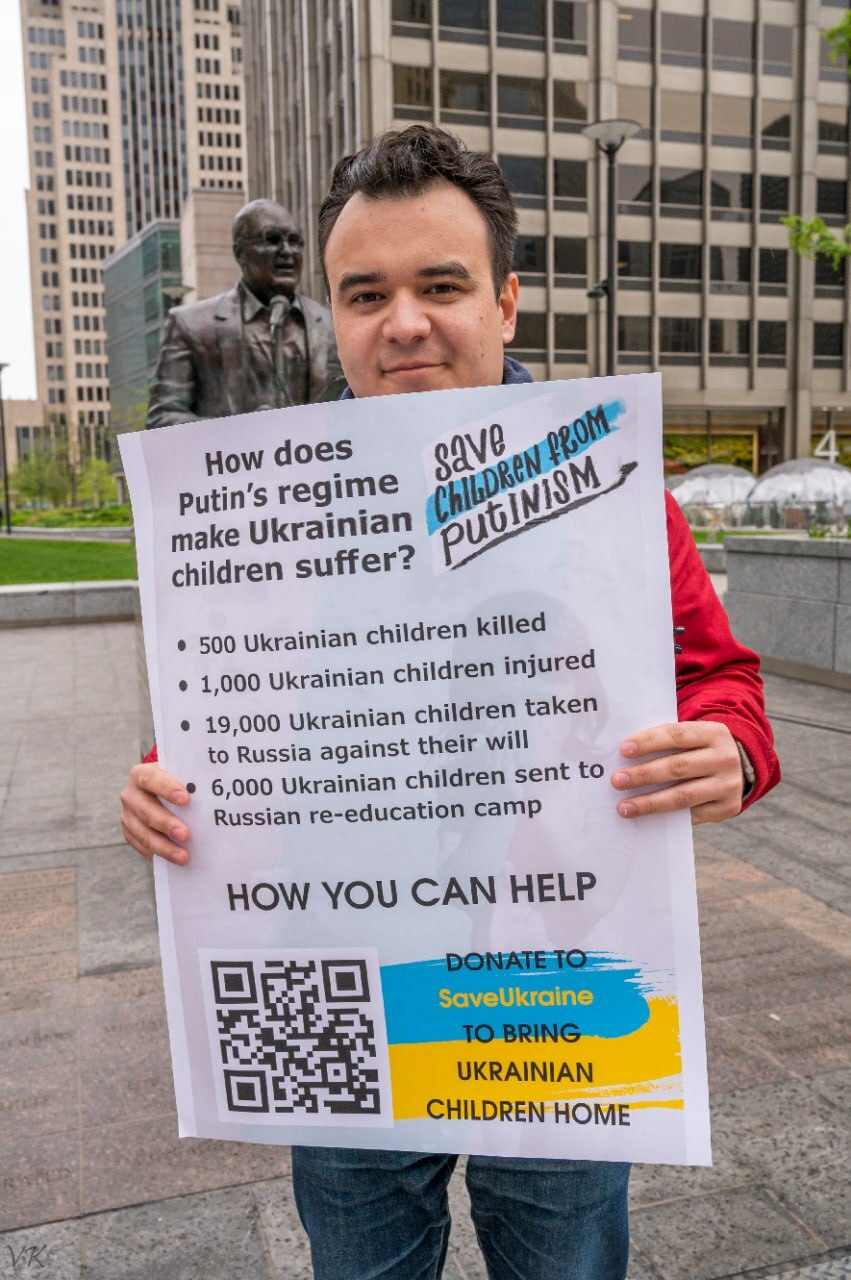 How does
Putin's regime
make Ukrainian
children suffer?
SAVE
CHILDREN FROM
PUTINISM
• 500 Ukrainian children killed
• 1,000 Ukrainian children injured
• 19,000 Ukrainian children taken
to Russia against their will
• 6,000 Ukrainian children sent to
Russian re-education camp
HOW YOU CAN HELP
DONATE TO
SaveUkraine
TO BRING
UKRAINIAN
CHILDREN HOME
4
VK